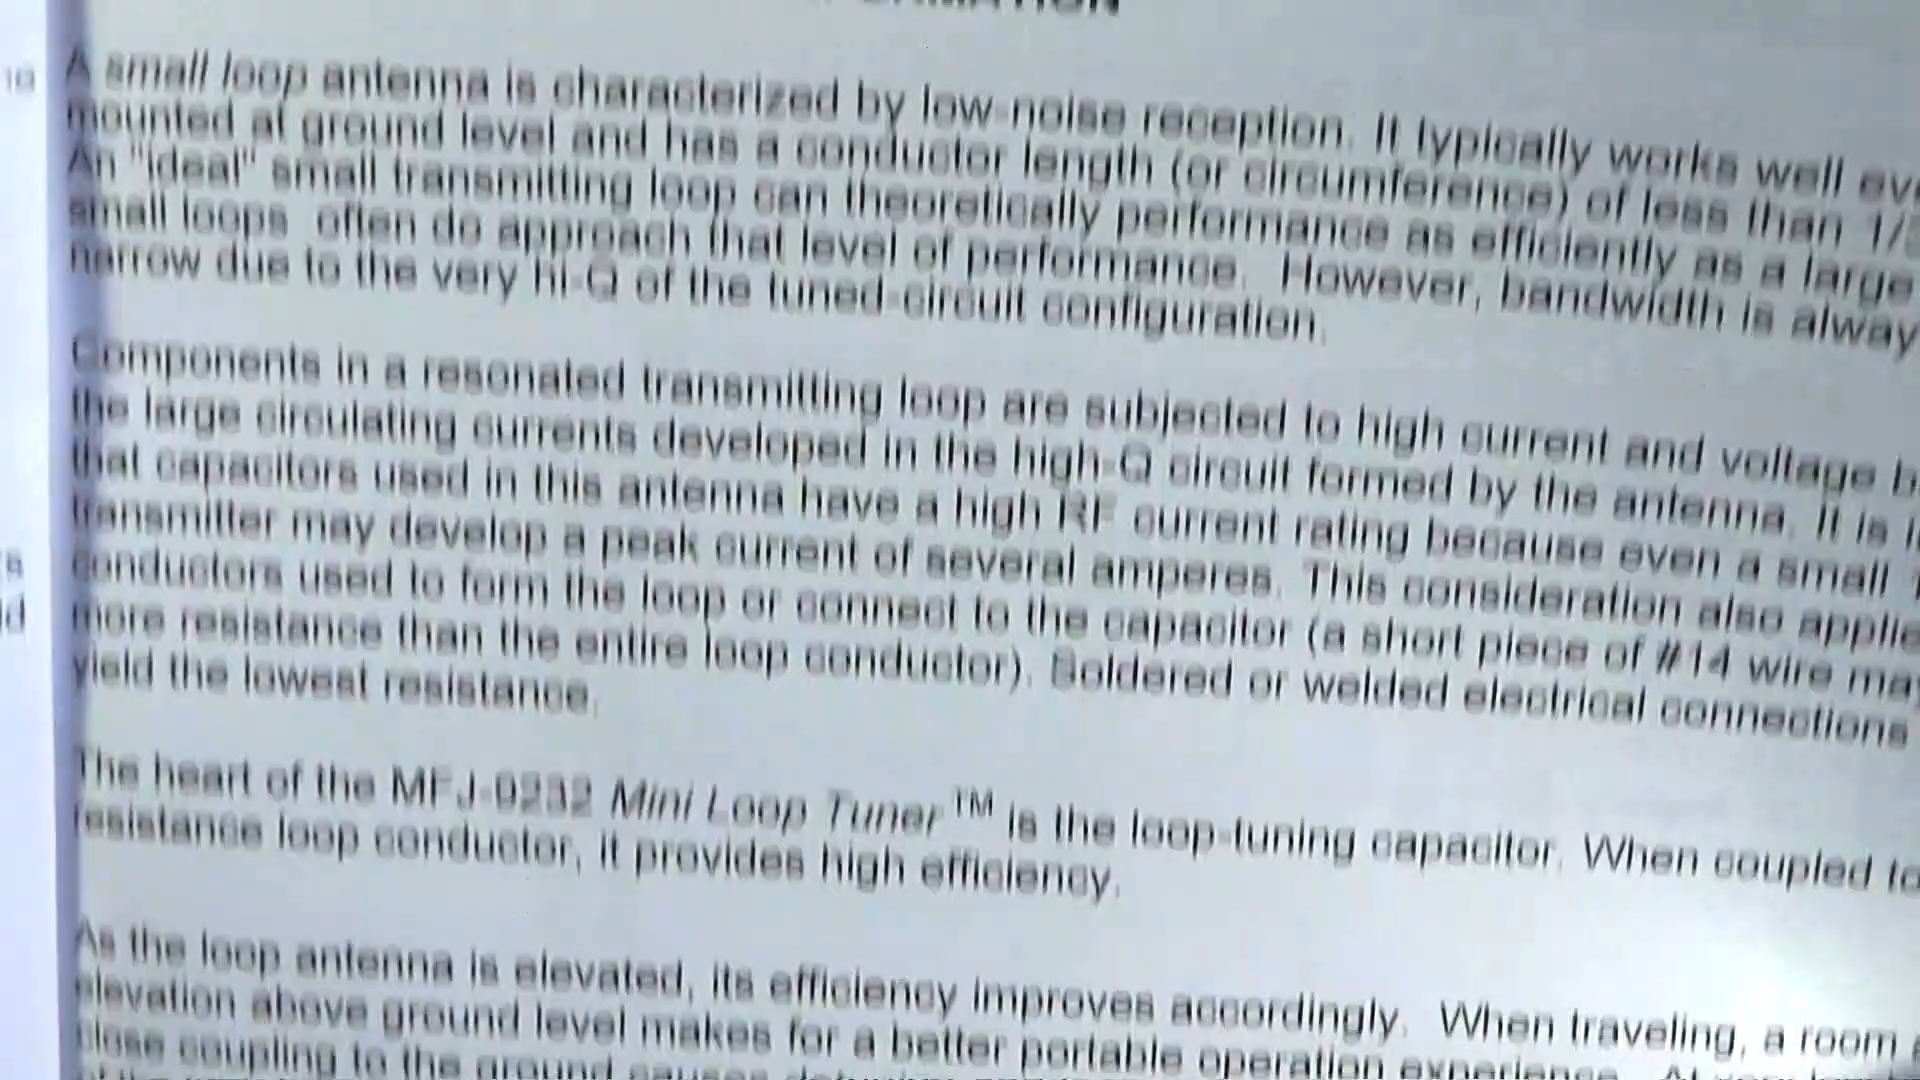 A small loop antenna is characterized by low-noise reception. It typically works well
mounted at ground level and has a conductor length (or circumference) of less than
An "ideal" small transmitting loop can theoretically performance as efficiently as a large
small loops often do approach that level of performance. However, bandwidth is
narrow due to the very hi-Q of the tuned-circuit configuration.
Components in a resonated transmitting loop are subjected to high current and voltage
the large circulating currents developed in the high-Q circuit formed by the antenna. It is
that capacitors used in this antenna have a high RF current rating because even a small
transmitter may develop a peak current of several amperes. This consideration also
conductors used to form the loop or connect to the capacitor (a short piece of #14 wire may
more resistance than the entire loop conductor). Soldered or welded electrical connections
yield the lowest resistance.
The heart of the MFJ-9232 Mini Loop Tuner™ is the loop-tuning capacitor. When coupled to
resistance loop conductor, it provides high efficiency.
As the loop antenna is elevated, its efficiency improves accordingly. When traveling, a room
elevation above ground level makes for a better portable operation experience. At
close coupling to the ground causes